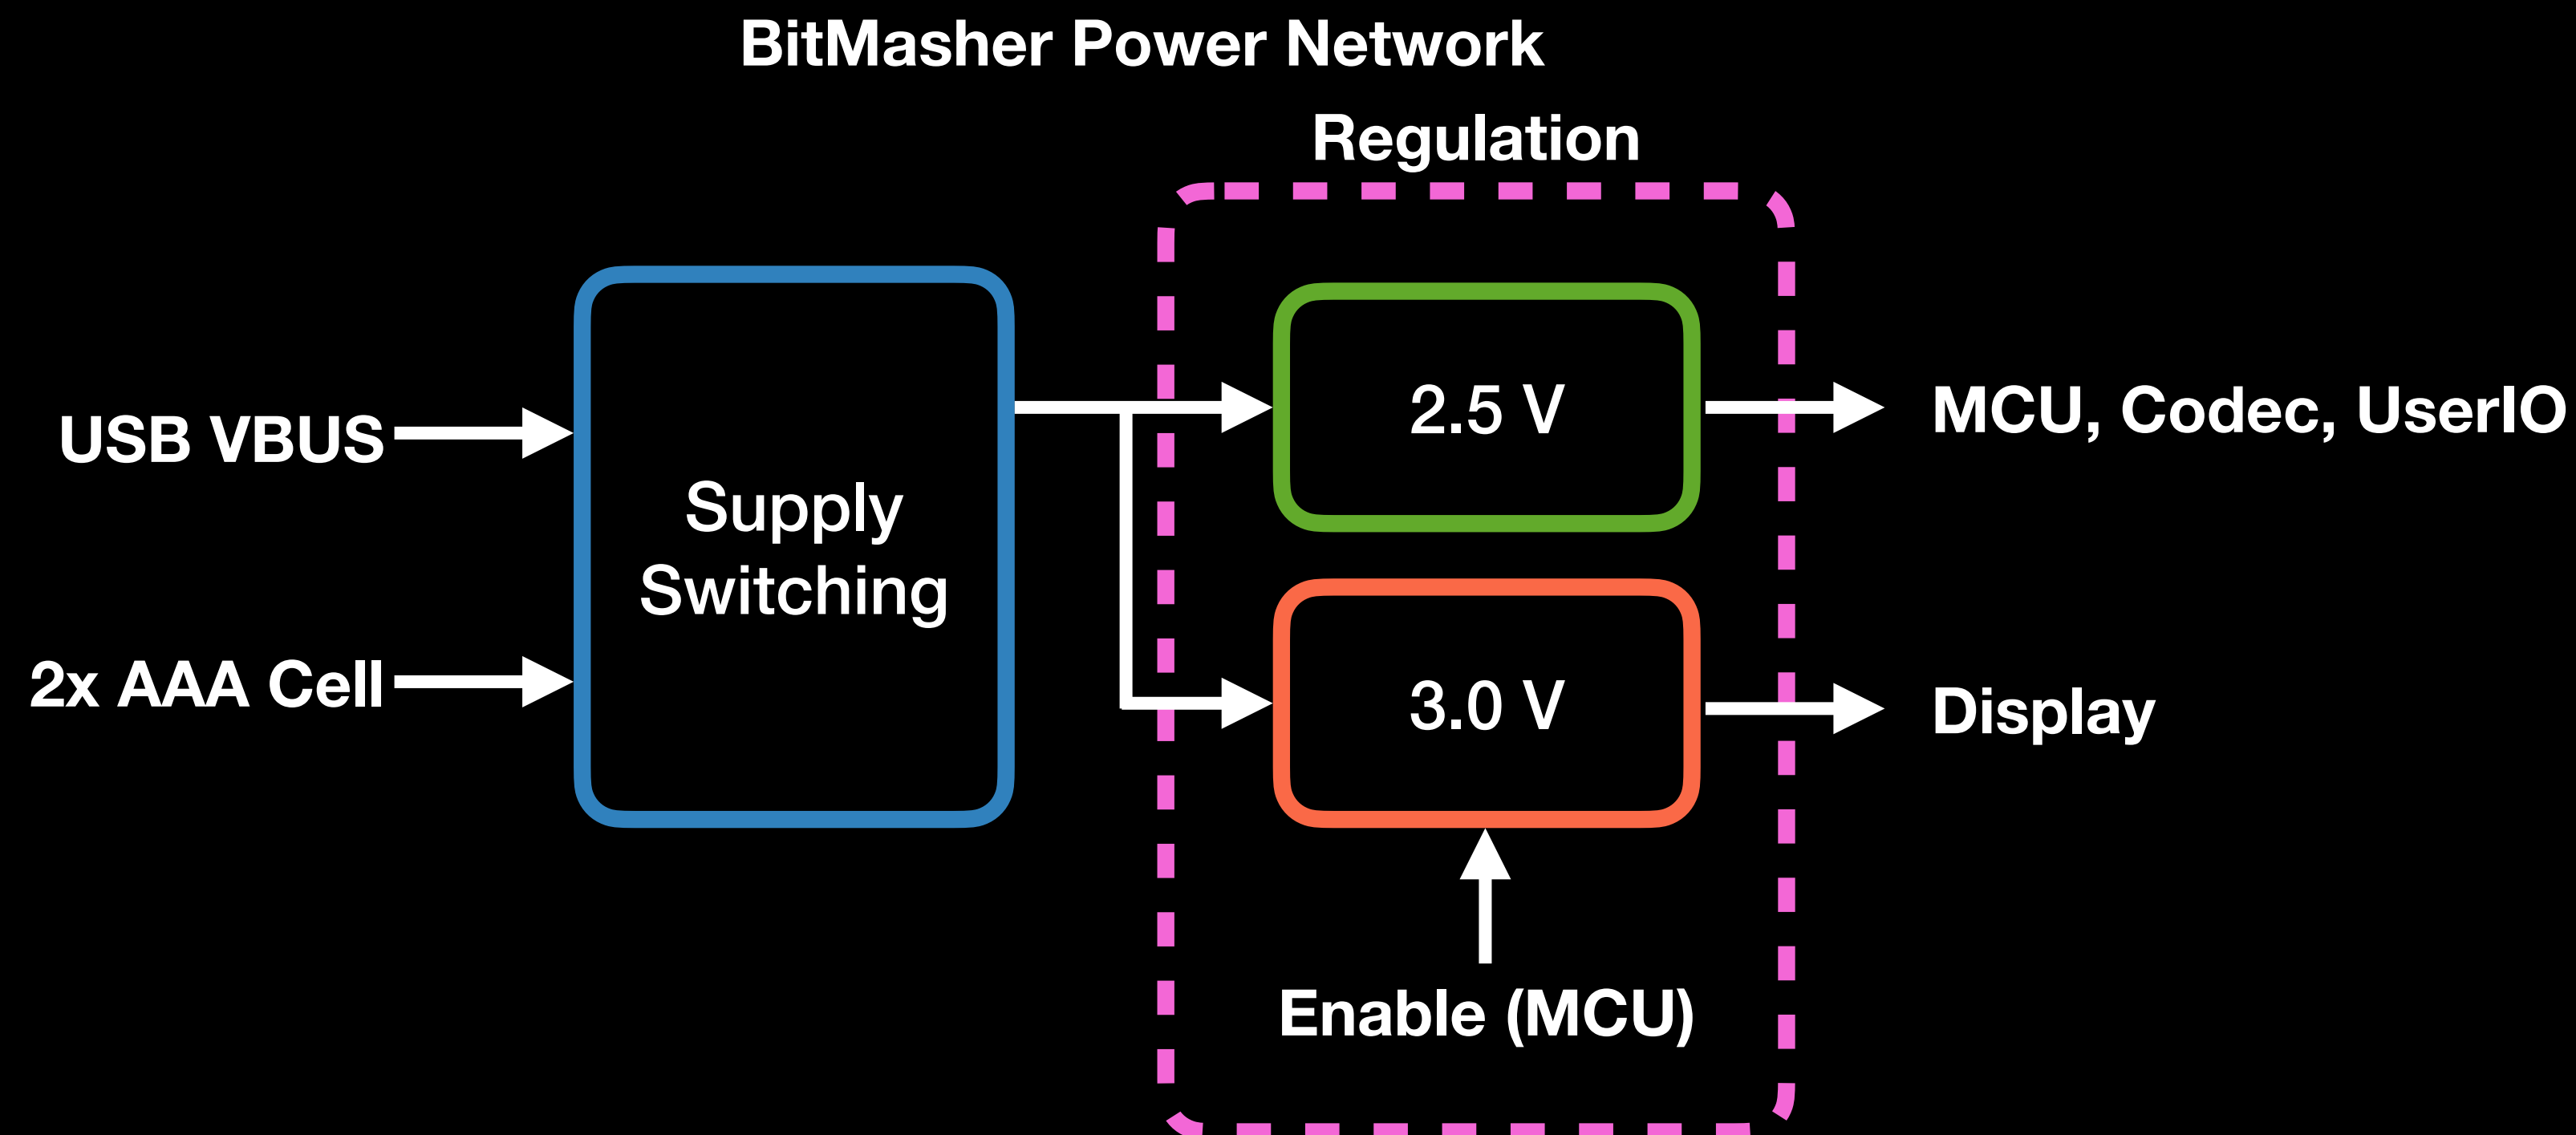 BitMasher Power Network
Regulation
USB VBUS
2x AAA Cell
Supply
Switching
2.5 V
3.0 V
Enable (MCU)
MCU, Codec, UserIO
Display